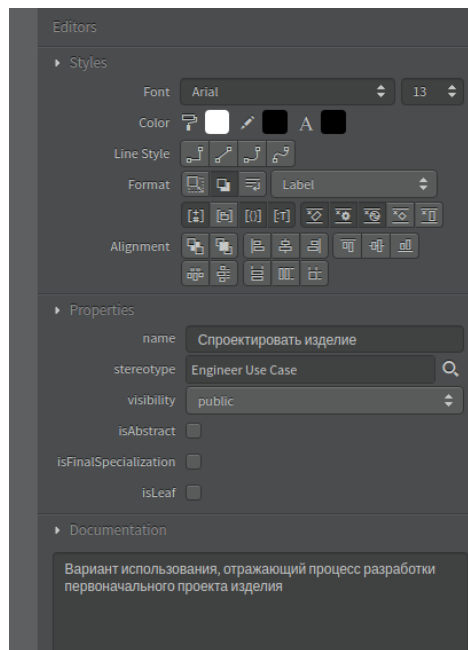 Editors
Styles
Font Arial 13
Color A
Line Style
Format Label
Alignment
Properties
name Спроектировать изделие
stereotype Engineer Use Case
visibility public
isAbstract
isFinalSpecialization
isLeaf
Documentation
Вариант использования, отражающий процесс разработки
первоначального проекта изделия